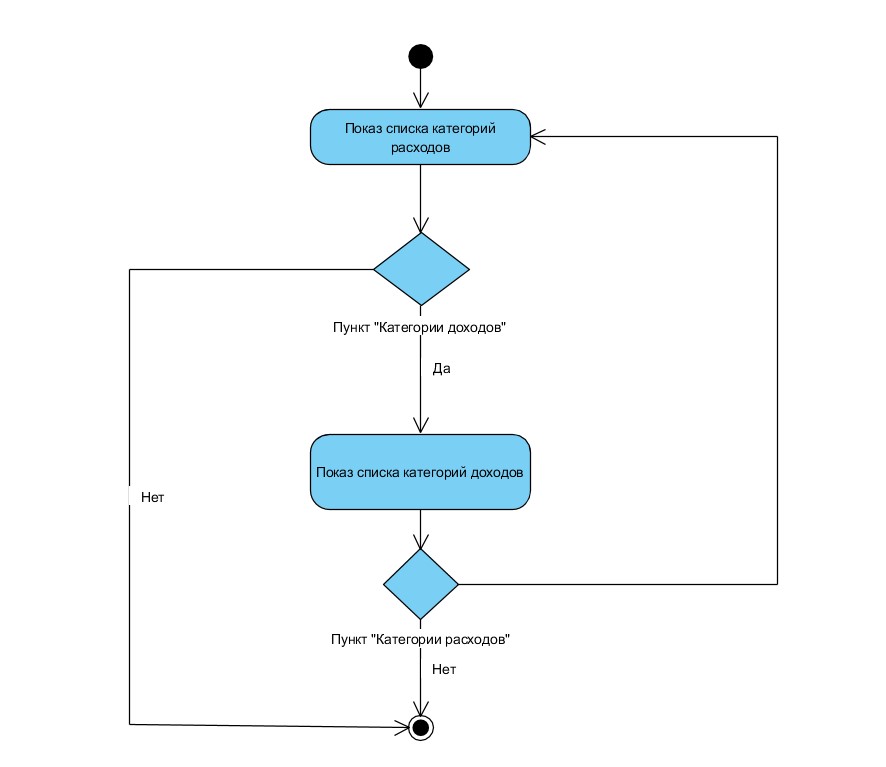 Показ списка категорий
расходов
Пункт "Категории доходов"
Да
Показ списка категорий доходов
Нет
Пункт "Категории расходов"
Нет